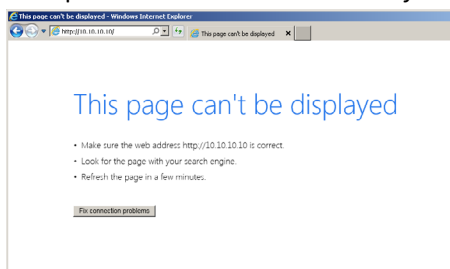 This page can't be displayed - Windows Internet Explorer
http://10.10.10.10/
This page can't be displayed
This page can't be displayed
• Make sure the web address http://10.10.10.10 is correct.
• Look for the page with your search engine.
• Refresh the page in a few minutes.
Fix connection problems